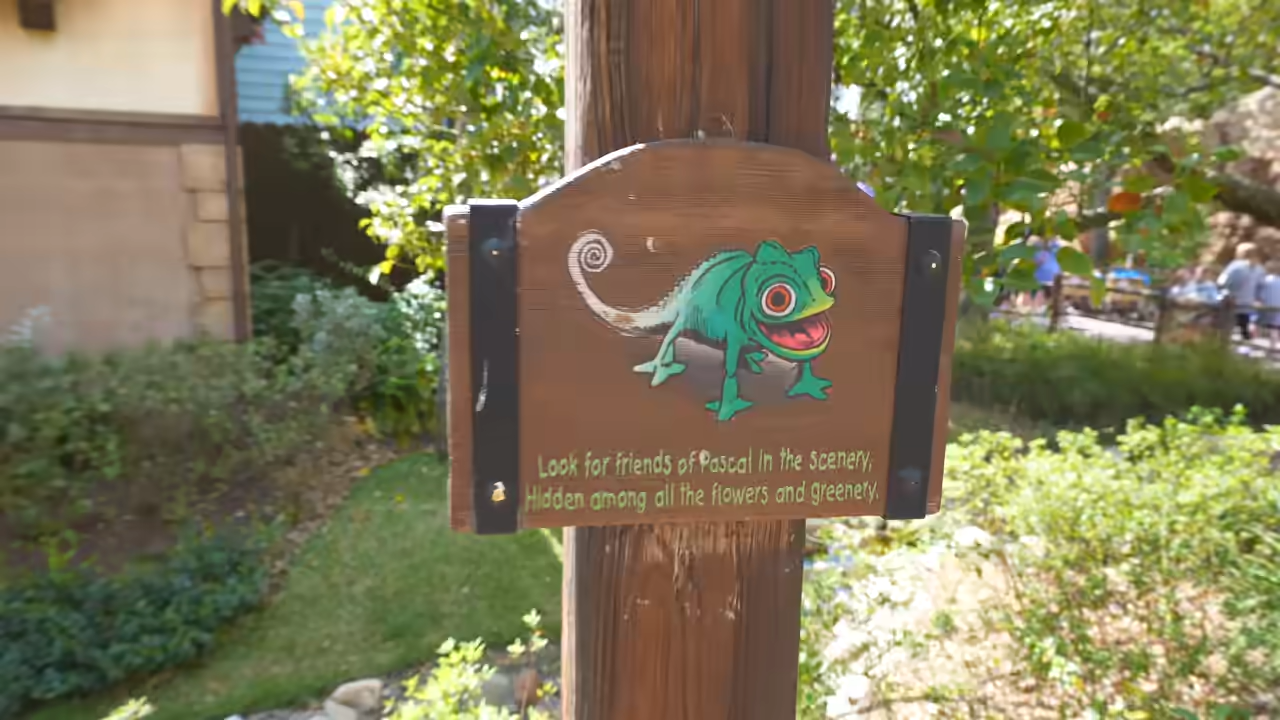 Look for friends of Pascal in the scenery,
Hidden among all the flowers and greenery.